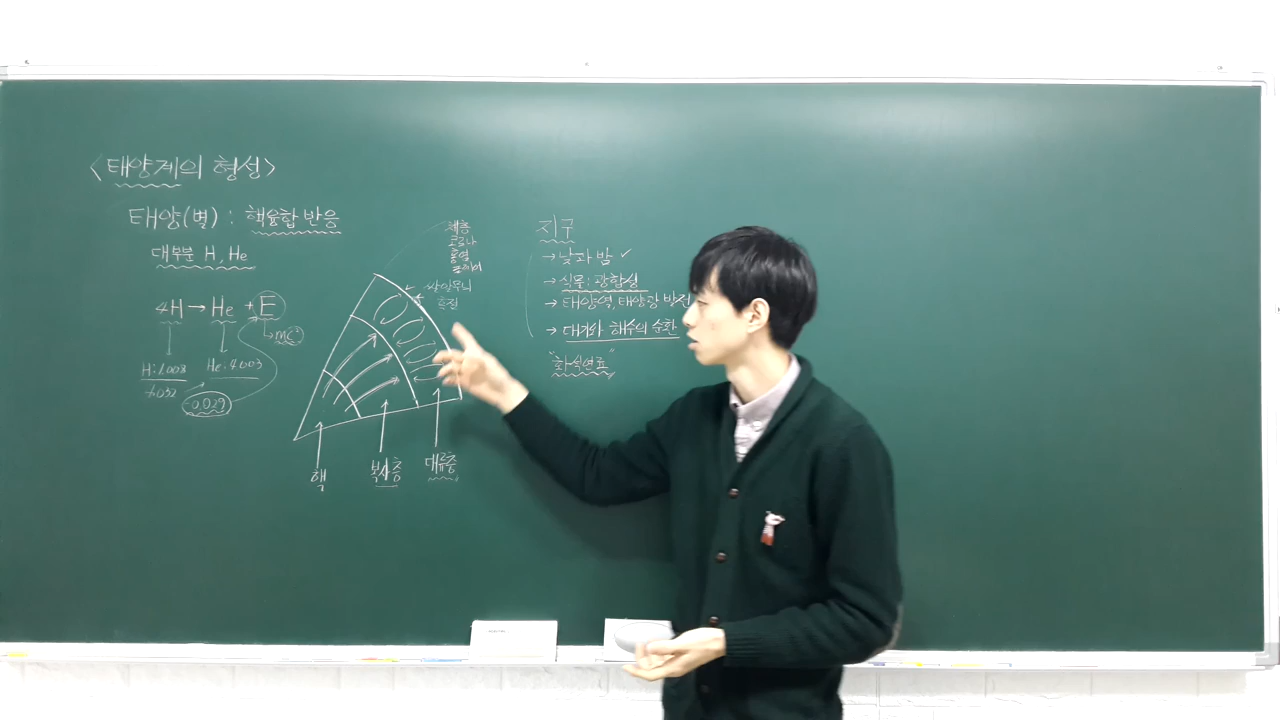 <태양계의 형성>
태양(별) : 핵융합 반응
대부분 H, He
4H → He + E
mc²
H:1.008
He:4.003
4.032
-0.029
채층
코로나
홍염
플레어
쌀알무늬
흑점
핵
복사층
대류층
지구
→ 낮과 밤 ✓
→ 식물: 광합성
→ 태양열, 태양광 발전
→ 대기와 해수의 순환
"화석연료"